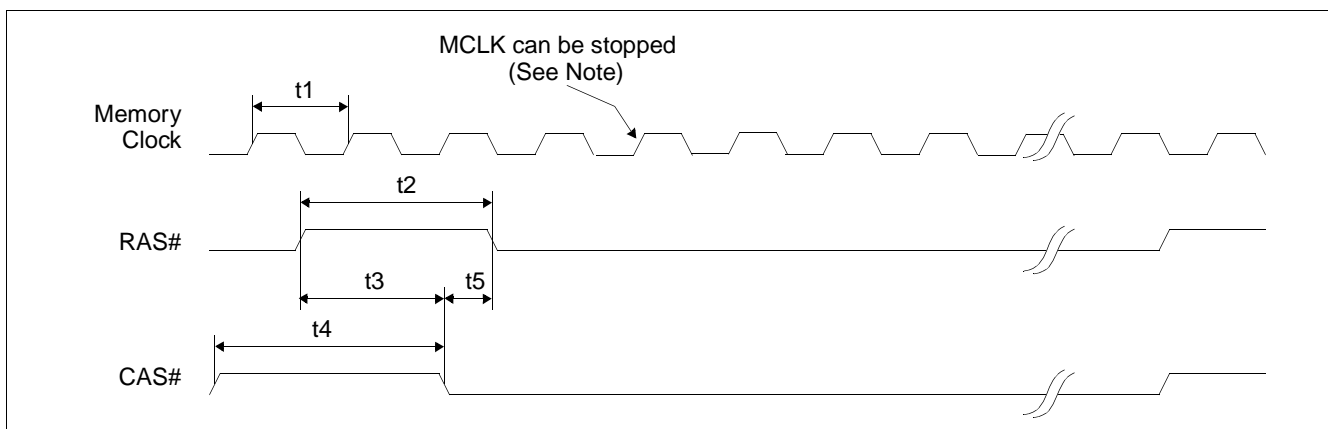 MCLK can be stopped
(See Note)
t1
Memory
Clock
t2
RAS#
t3
t5
t4
CAS#